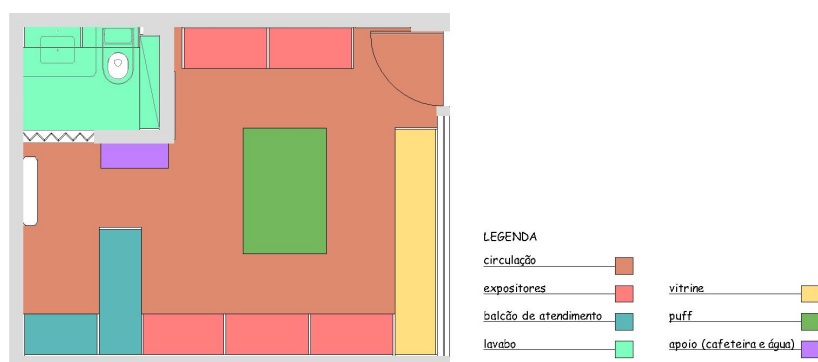 LEGENDA
circulação
expositores
vitrine
balcão de atendimento
puff
lavabo
apoio (cafeteira e água)